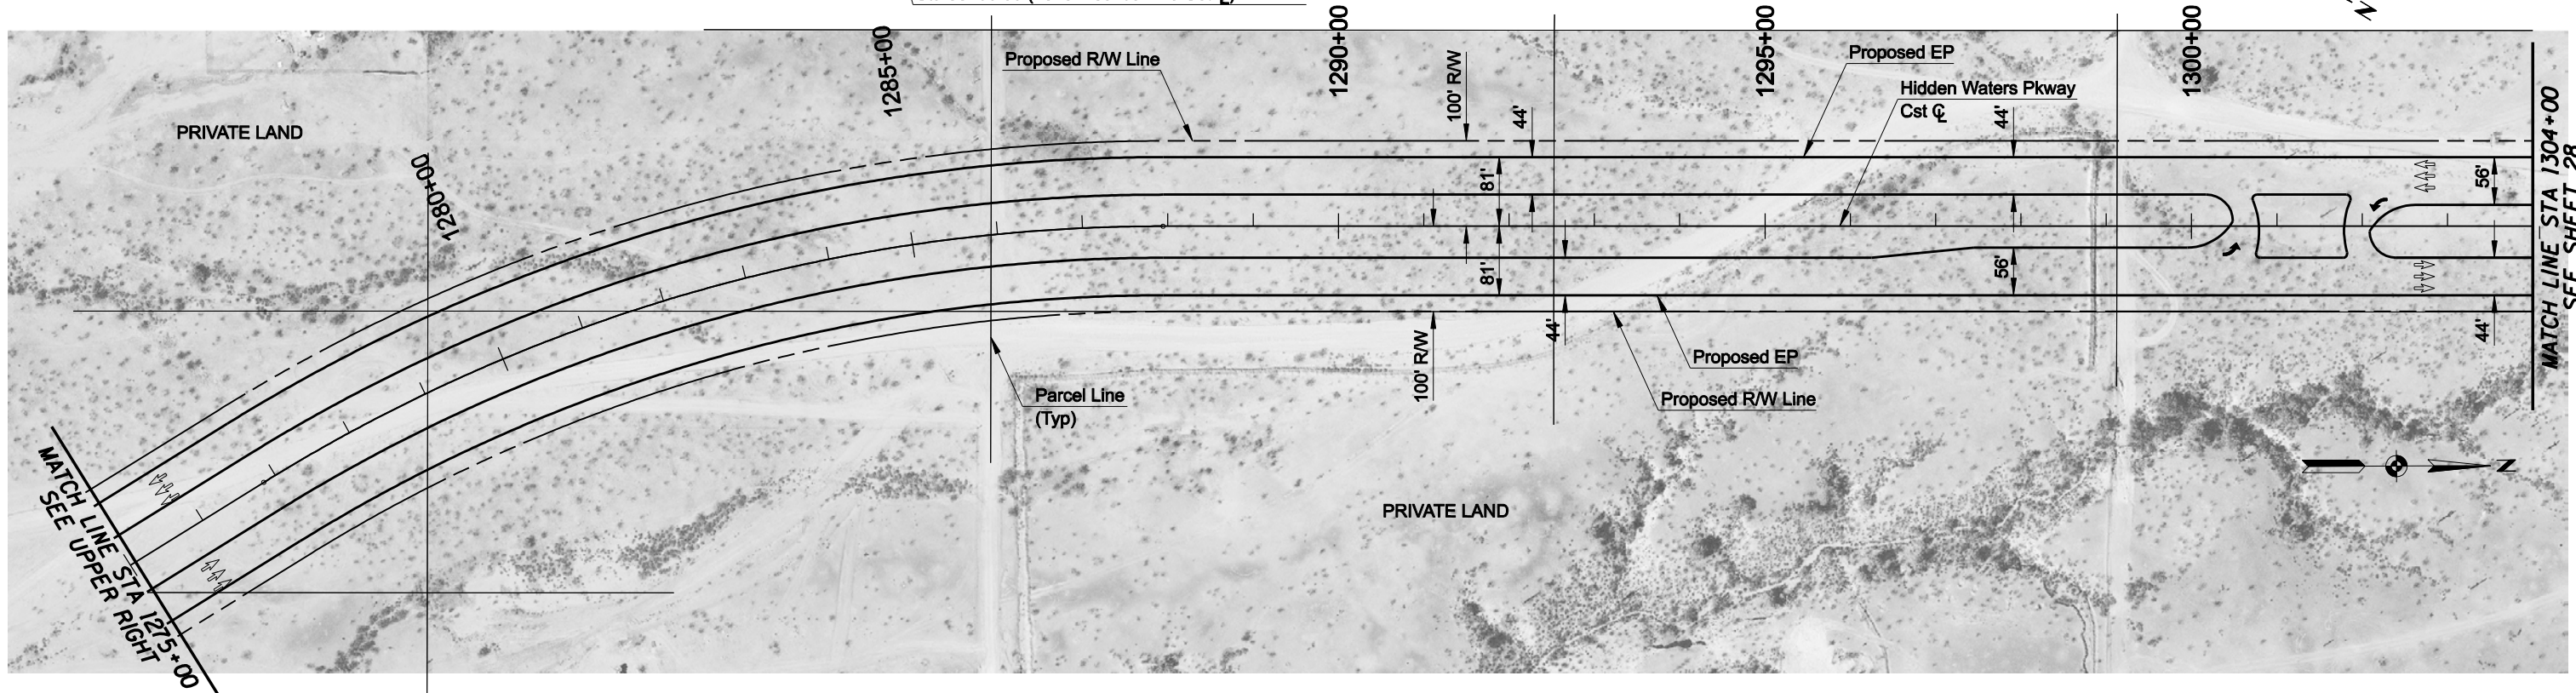 1285+00
1290+00
1295+00
1300+00
N
Proposed R/W Line
100' R/W
44'
Proposed EP
Hidden Waters Pkway
Cst ℄
44'
PRIVATE LAND
1280+00
81'
56'
MATCH LINE STA 1304+00
SEE SHEET 28
81'
56'
44'
44'
100' R/W
Proposed EP
Proposed R/W Line
Parcel Line
(Typ)
MATCH LINE STA 1275+00
SEE UPPER RIGHT
PRIVATE LAND
N